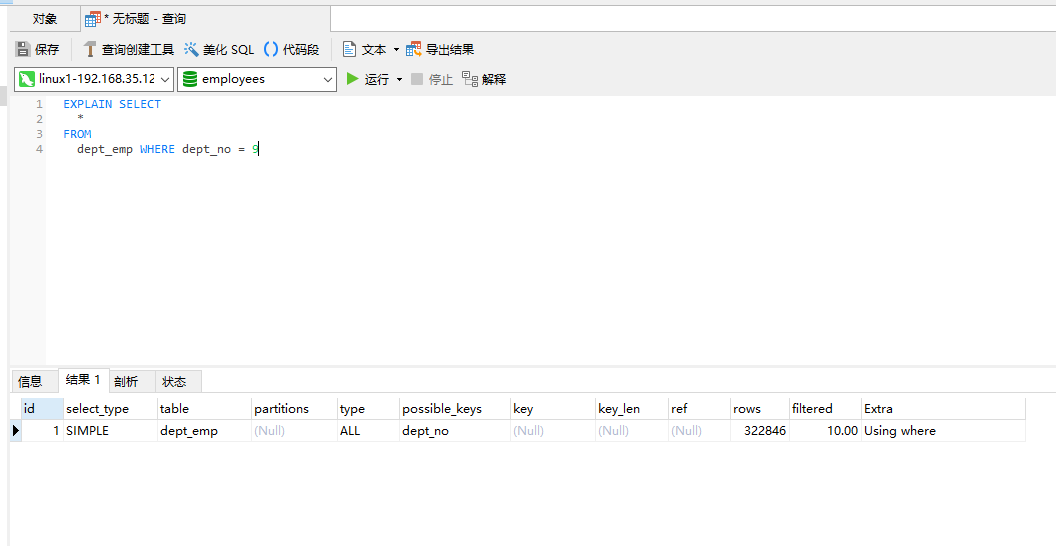 对象 * 无标题 - 查询
保存 查询创建工具 美化 SQL () 代码段 文本 导出结果
linux1-192.168.35.12 employees 运行 停止 解释
1 EXPLAIN SELECT
2 *
3 FROM
4 dept_emp WHERE dept_no = 9
信息 结果 1 剖析 状态
id select_type table partitions type possible_keys key key_len ref rows filtered Extra
1 SIMPLE dept_emp (Null) ALL dept_no (Null) (Null) (Null) 322846 10.00 Using where